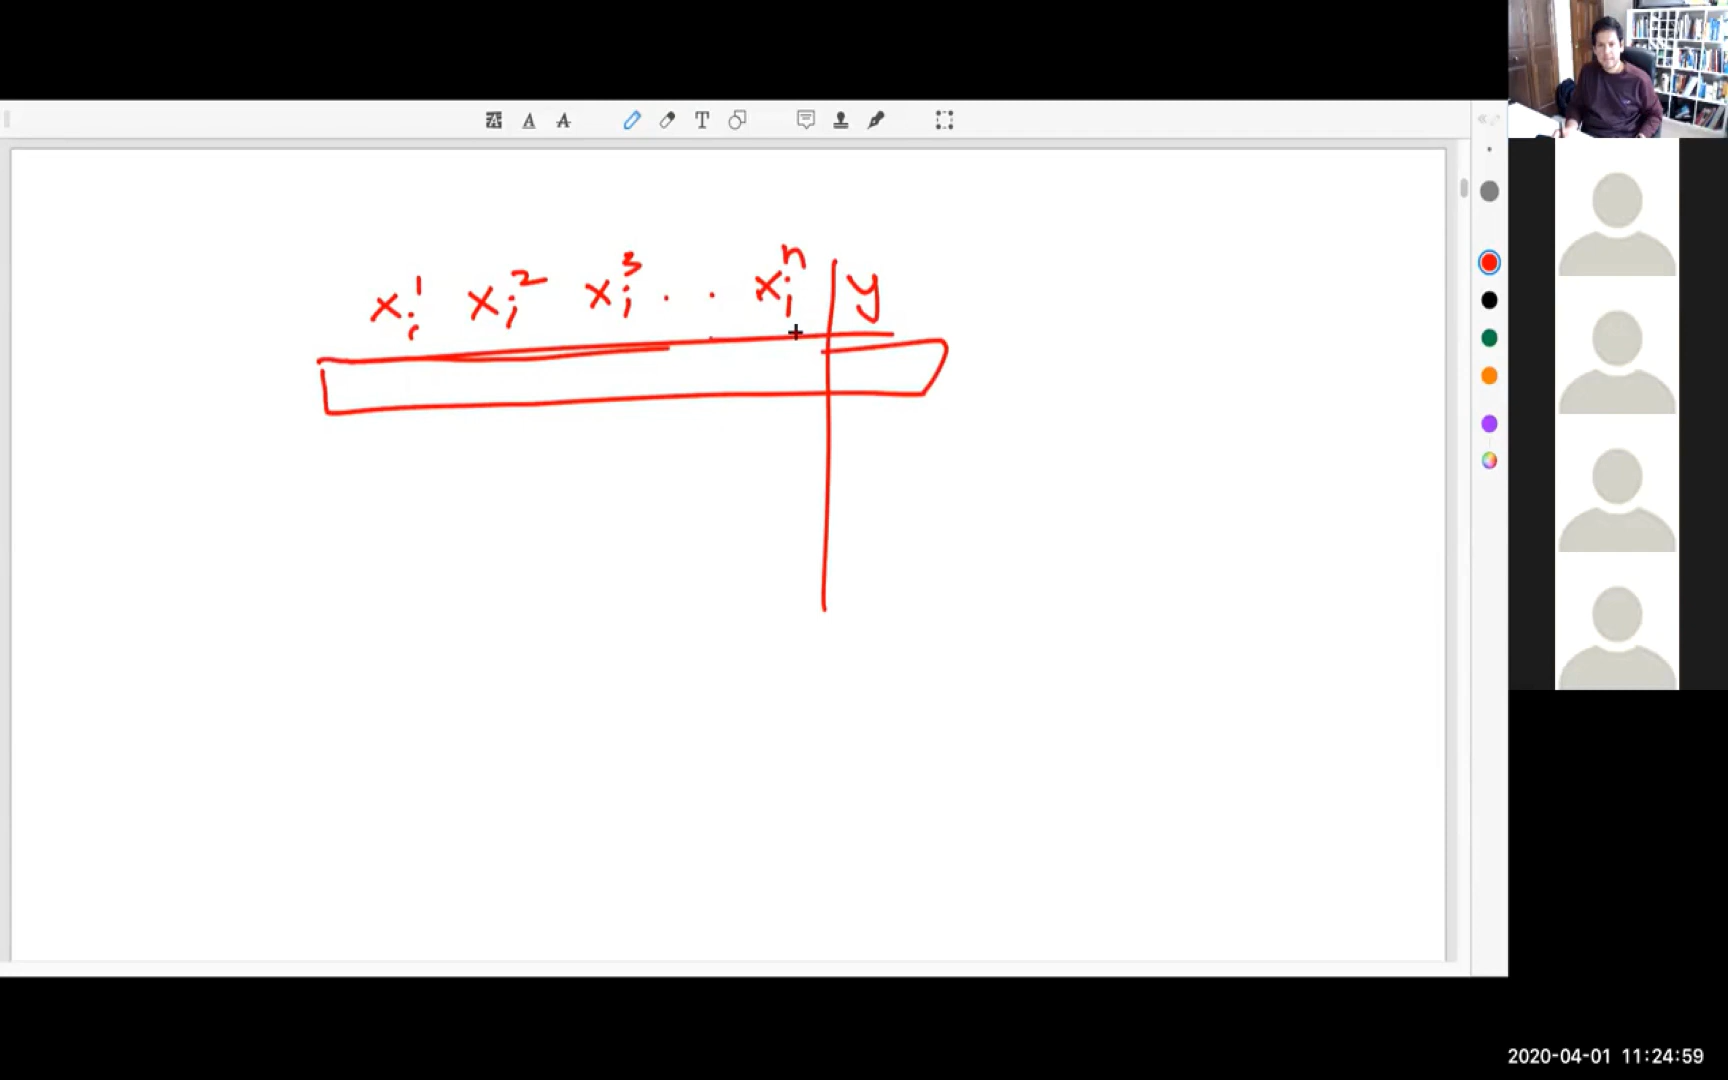 x_i^1 x_i^2 x_i^3 . . x_i^n | y
2020-04-01 11:24:59